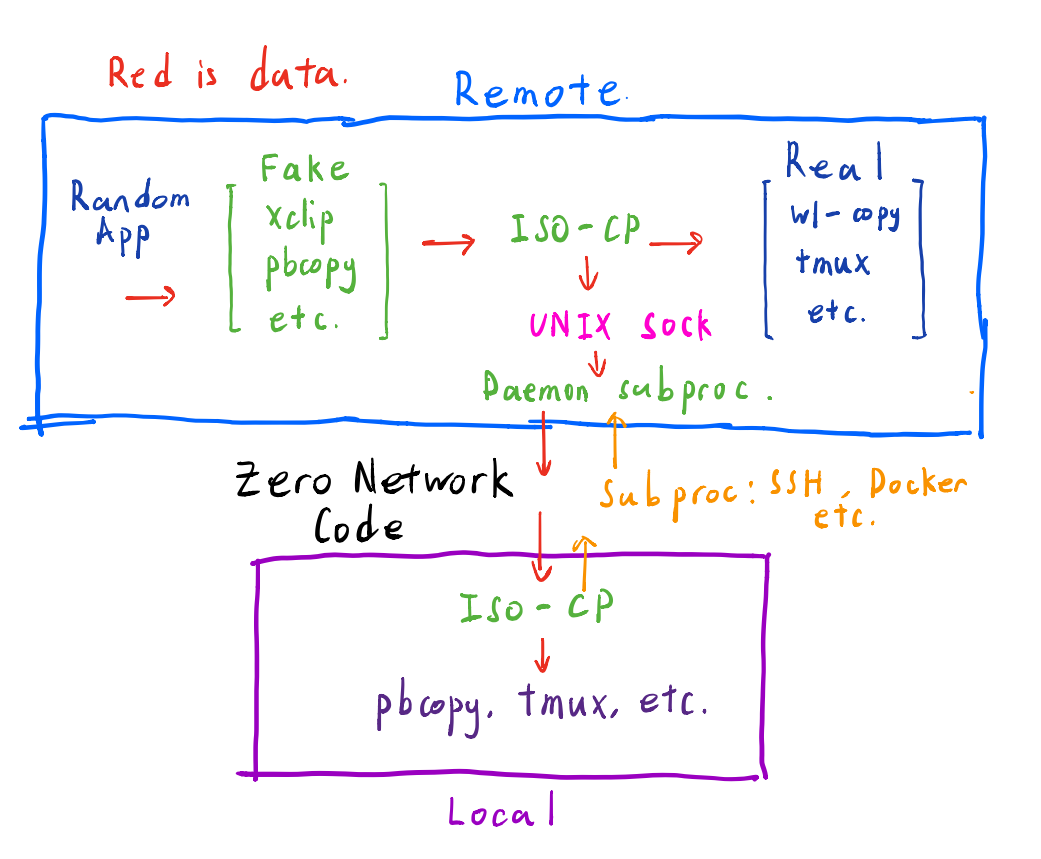 Red is data.
Remote.
Random
App
Fake
xclip
pbcopy
etc.
ISO-CP
UNIX Sock
Daemon subproc.
Real
wl-copy
tmux
etc.
Zero Network
Code
Subproc: SSH, Docker
etc.
ISO-CP
pbcopy, tmux, etc.
Local